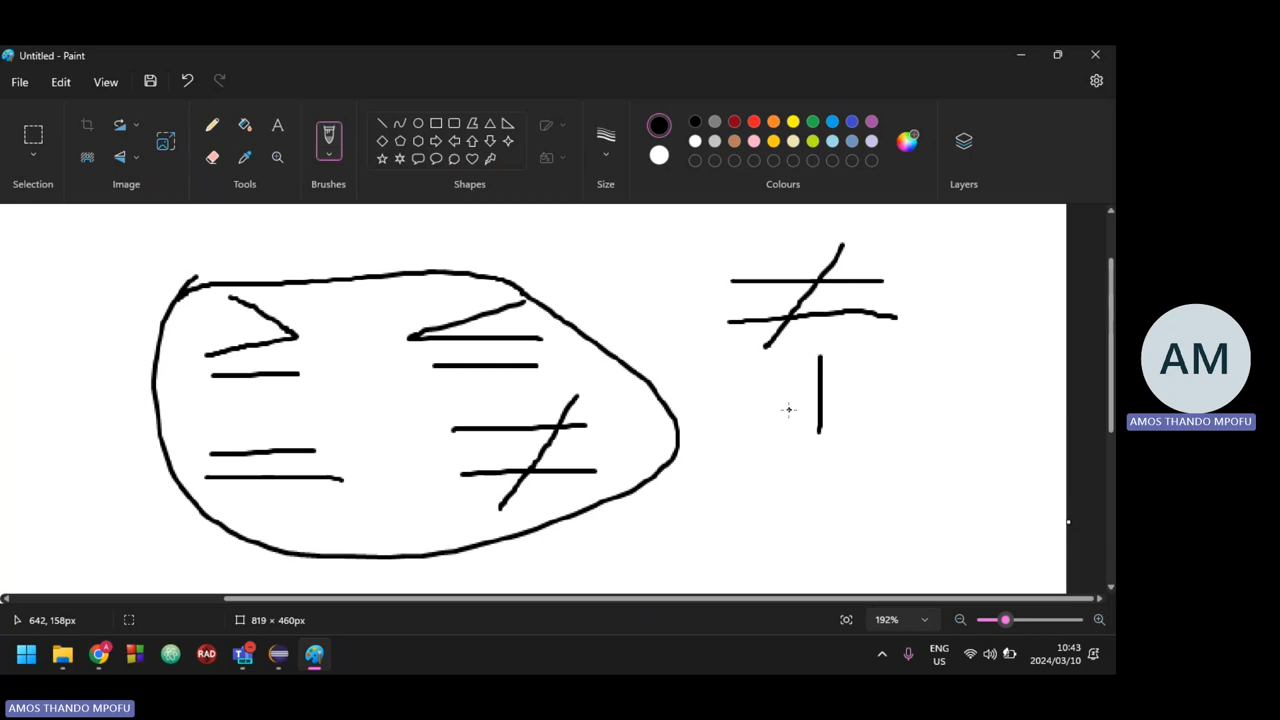 Untitled - Paint
File Edit View
Selection Image Tools Brushes Shapes Size Colours Layers
≥ ≤
= ≠
≠
|
AM
AMOS THANDO MPOFU
642, 158px 819 × 460px 192%
RAD ENG US 10:43 2024/03/10
AMOS THANDO MPOFU